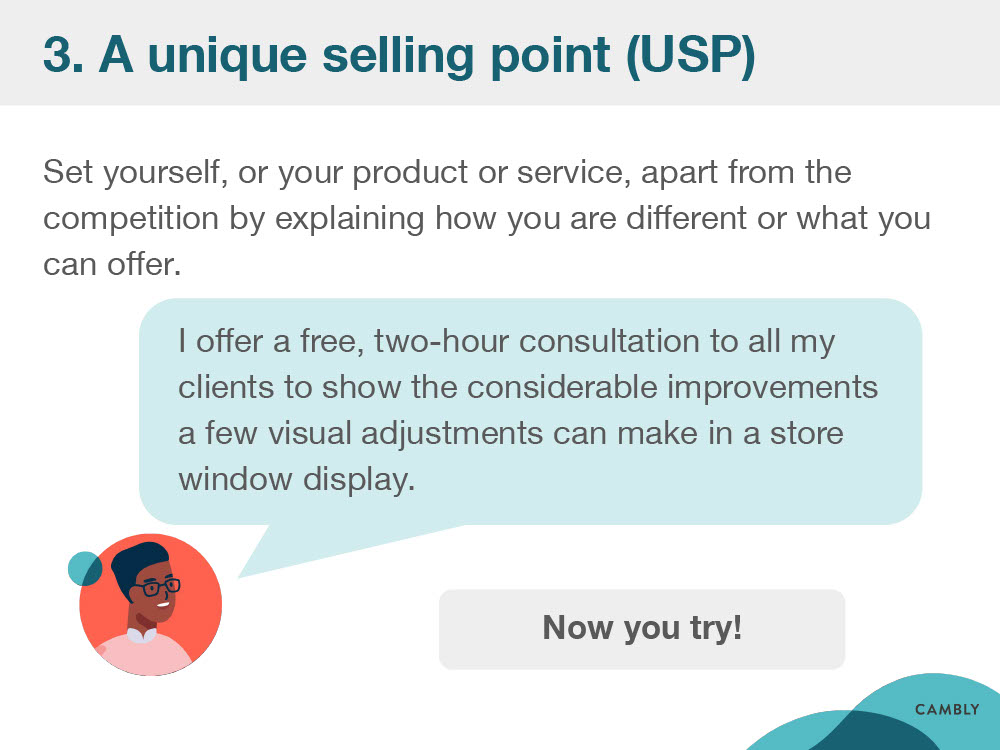 3. A unique selling point (USP)
Set yourself, or your product or service, apart from the
competition by explaining how you are different or what you
can offer.
I offer a free, two-hour consultation to all my
clients to show the considerable improvements
a few visual adjustments can make in a store
window display.
Now you try!
CAMBLY